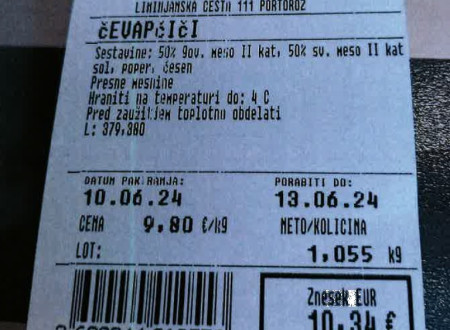 LIMINJANSKA CESTA 111 PORTOROŽ
ČEVAPČIČI
Sestavine: 50% gov. meso II kat, 50% sv. meso II kat
sol, poper, česen
Presne mesnine
Hraniti na temperaturi do: 4 C
Pred zaužitjem toplotno obdelati
L: 379,380
DATUM PAKIRANJA: PORABITI DO:
10.06.24 13.06.24
CENA 9,80 €/kg NETO/KOLICINA
LOT: 1,055 kg
Znesek EUR
10,34 €